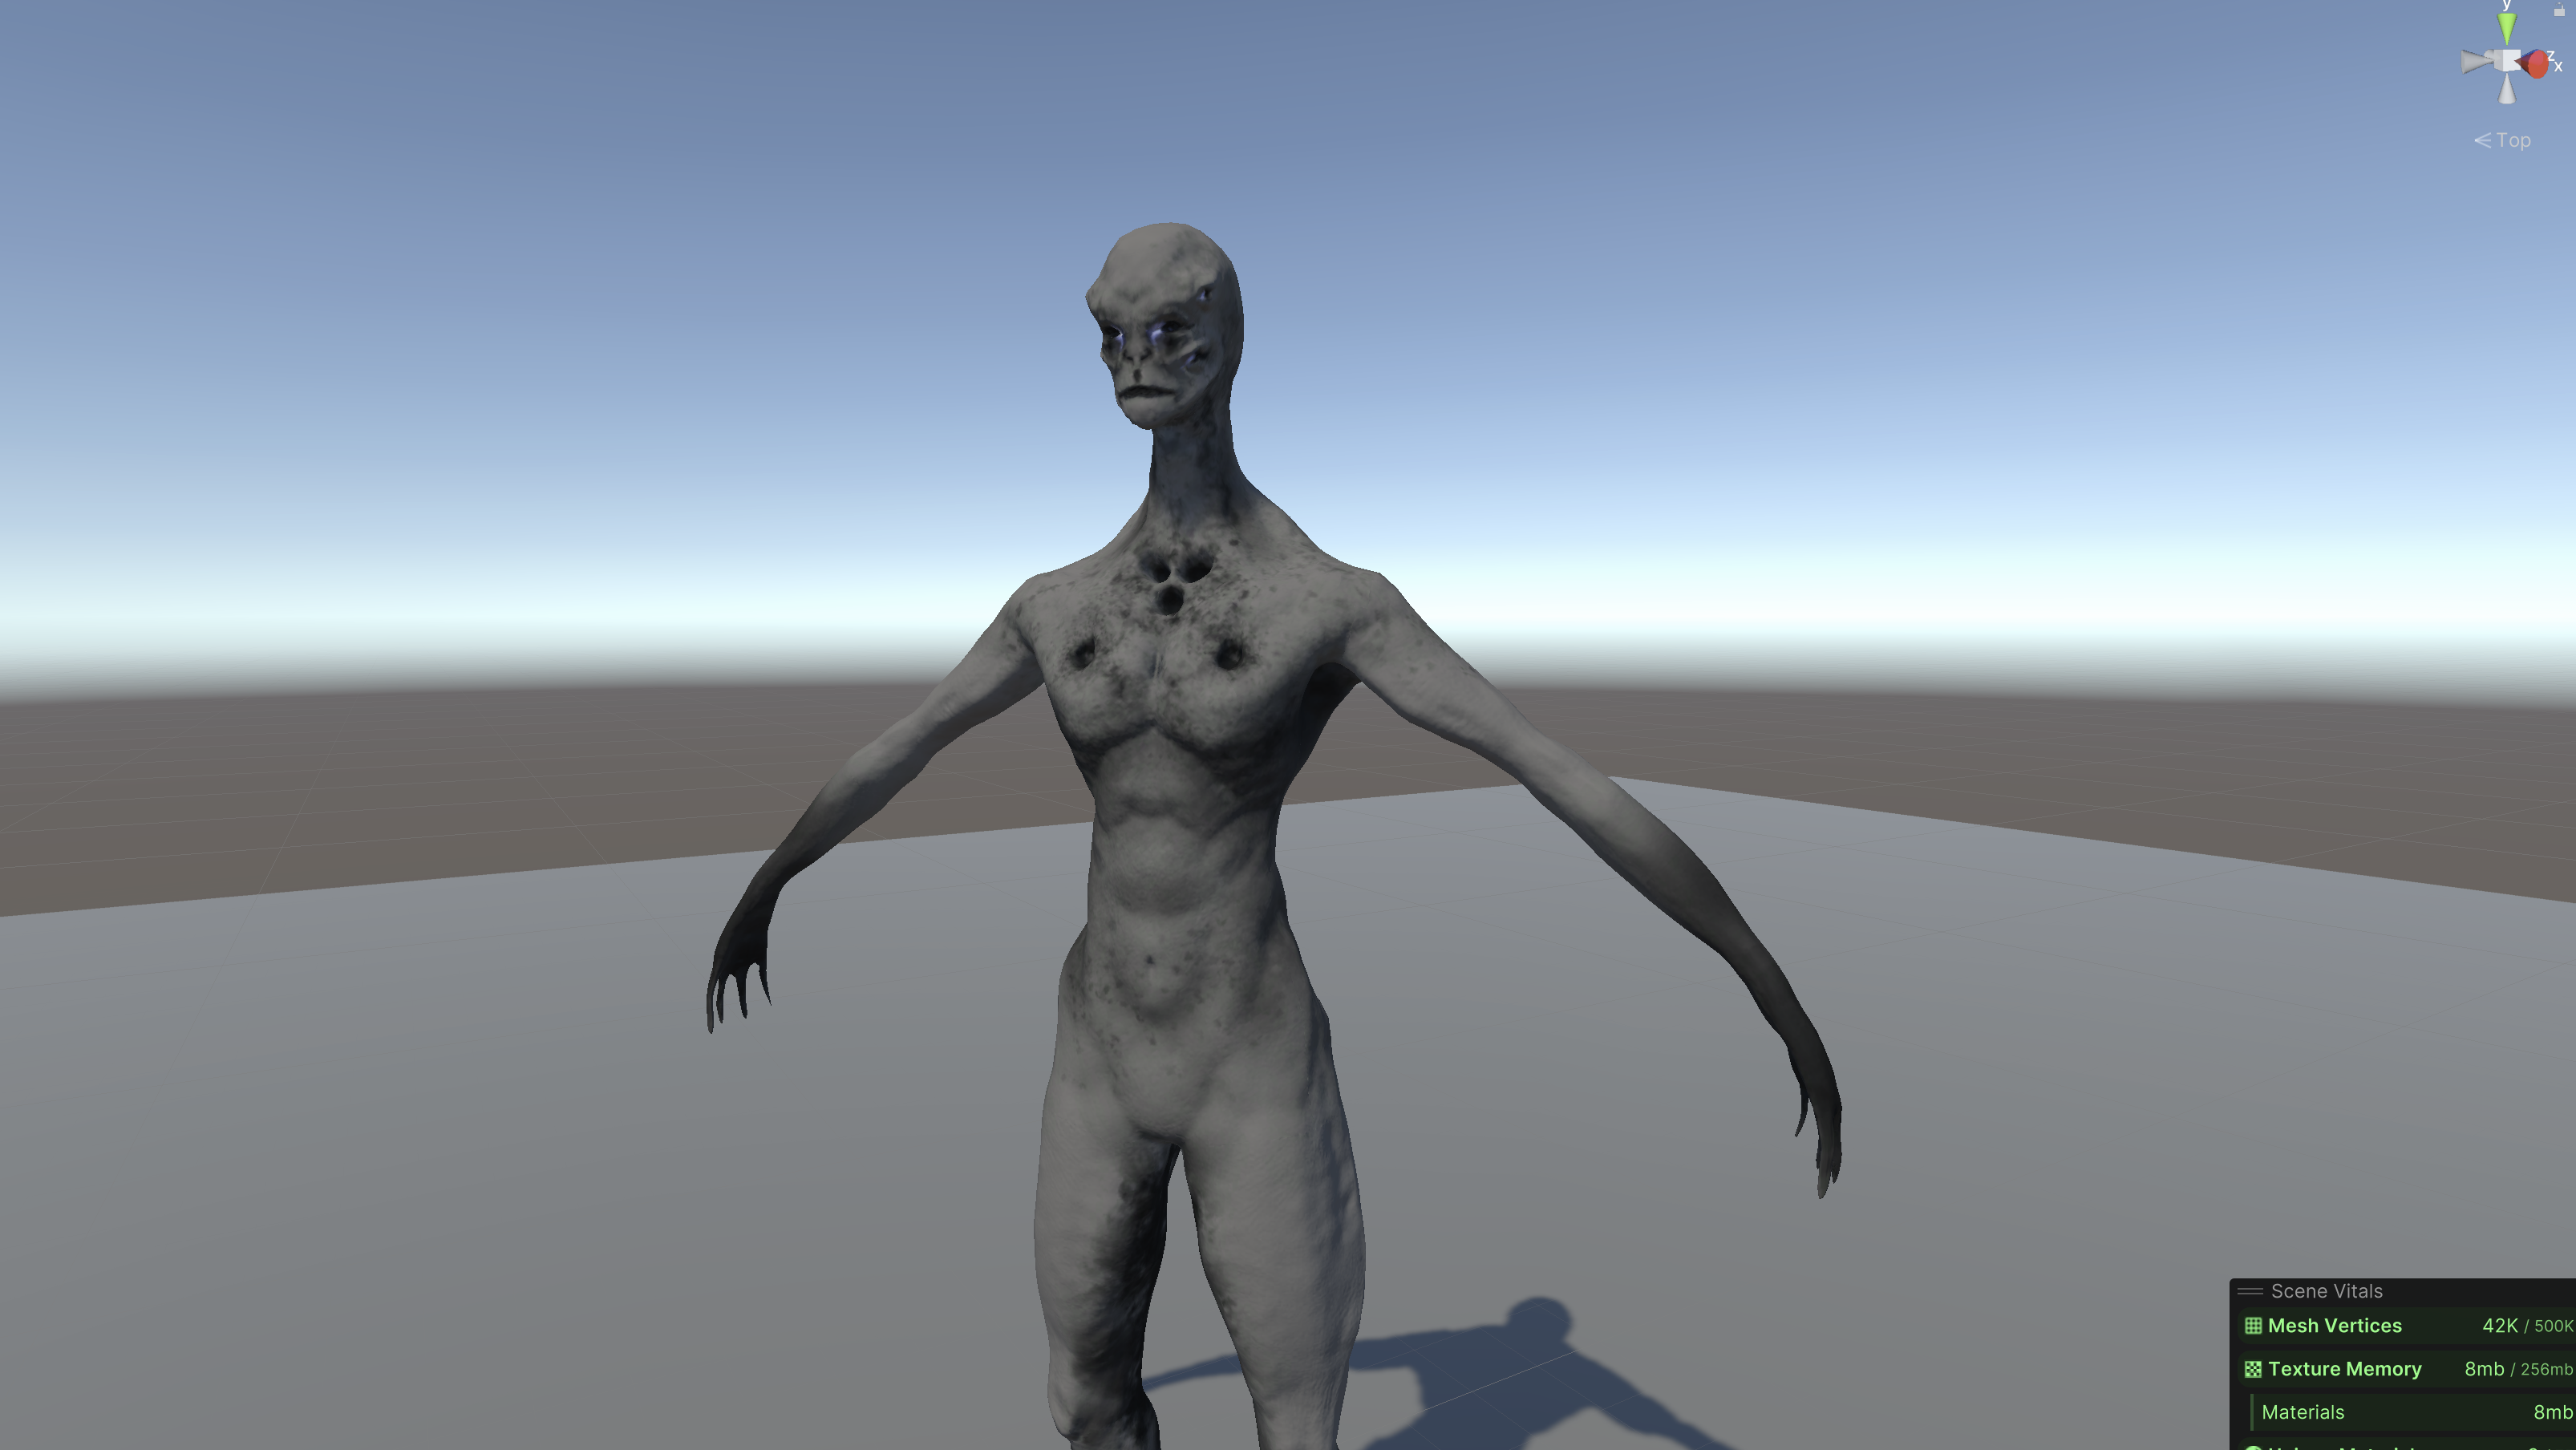 y
z
x
< Top
Scene Vitals
Mesh Vertices 42K / 500K
Texture Memory 8mb / 256mb
Materials 8mb